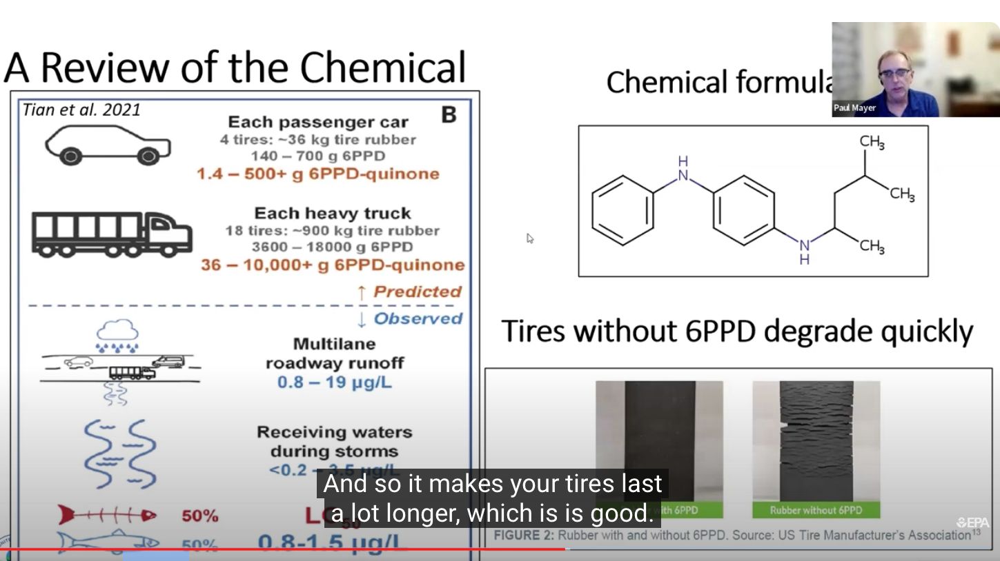 A Review of the Chemical
Tian et al. 2021
B
Each passenger car
4 tires: ~36 kg tire rubber
140 – 700 g 6PPD
1.4 – 500+ g 6PPD-quinone
Each heavy truck
18 tires: ~900 kg tire rubber
3600 – 18000 g 6PPD
36 – 10,000+ g 6PPD-quinone
↑ Predicted
↓ Observed
Multilane
roadway runoff
0.8 – 19 µg/L
Receiving waters
during storms
<0.2 – 3.5 µg/L
50% LC50
50% 0.8-1.5 µg/L
Chemical formula
Paul Mayer
CH3
H
N
CH3
N
H
CH3
Tires without 6PPD degrade quickly
with 6PPD
Rubber without 6PPD
FIGURE 2: Rubber with and without 6PPD. Source: US Tire Manufacturer's Association13
EPA
And so it makes your tires last
a lot longer, which is is good.